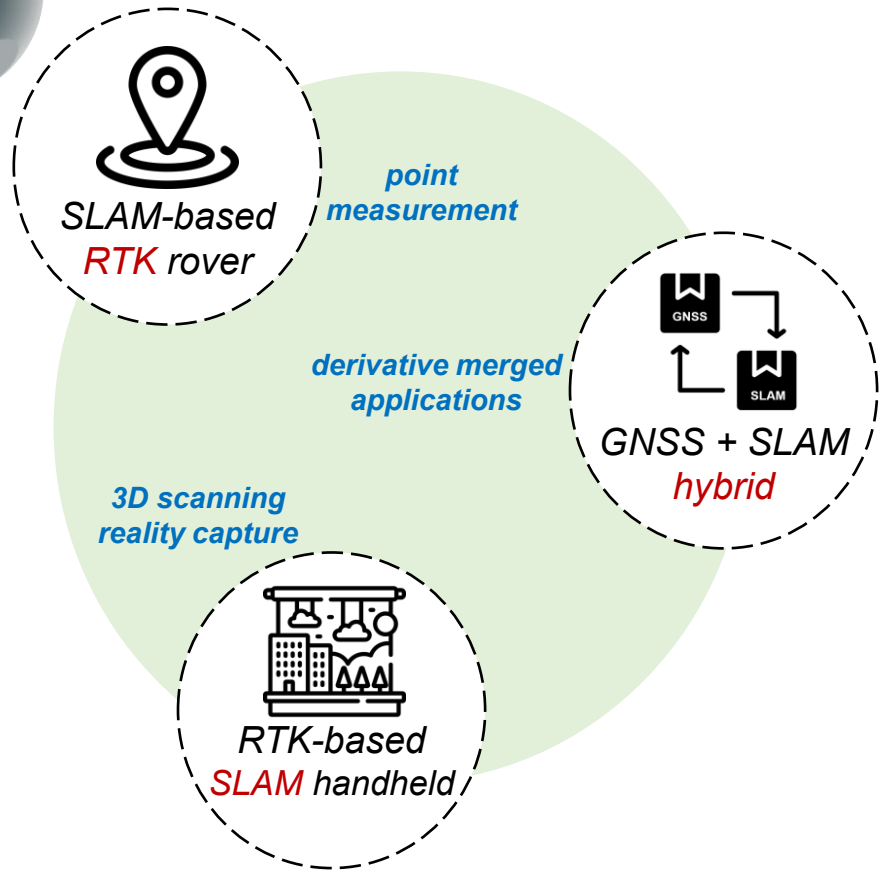 SLAM-based
RTK rover
point
measurement
GNSS
SLAM
GNSS + SLAM
hybrid
derivative merged
applications
3D scanning
reality capture
RTK-based
SLAM handheld